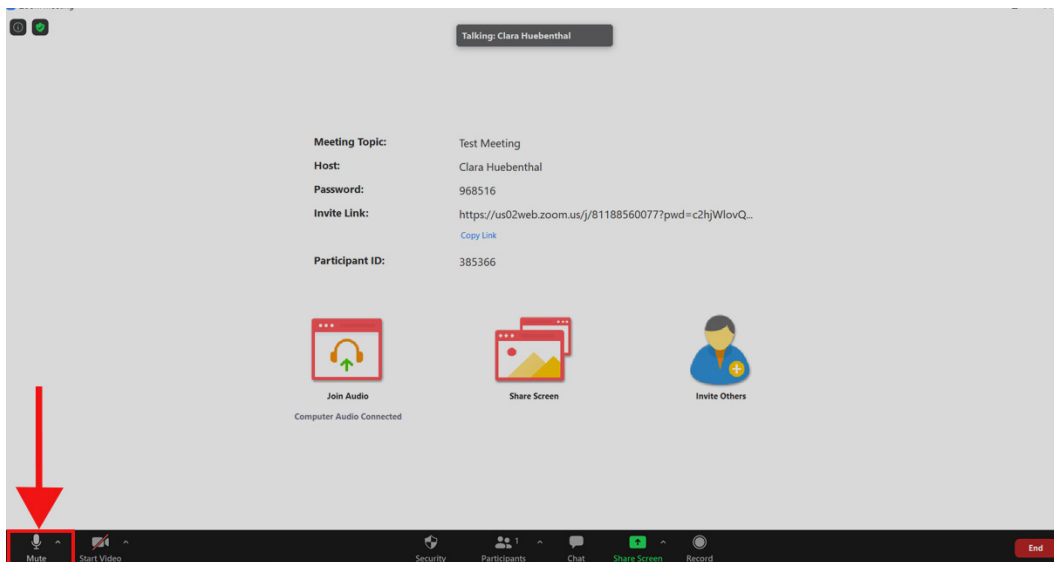 Talking: Clara Huebenthal
Meeting Topic: Test Meeting
Host: Clara Huebenthal
Password: 968516
Invite Link: https://us02web.zoom.us/j/81188560077?pwd=c2hjWlovQ...
Copy Link
Participant ID: 385366
Join Audio Share Screen Invite Others
Computer Audio Connected
1
Mute Start Video Security Participants Chat Share Screen Record End